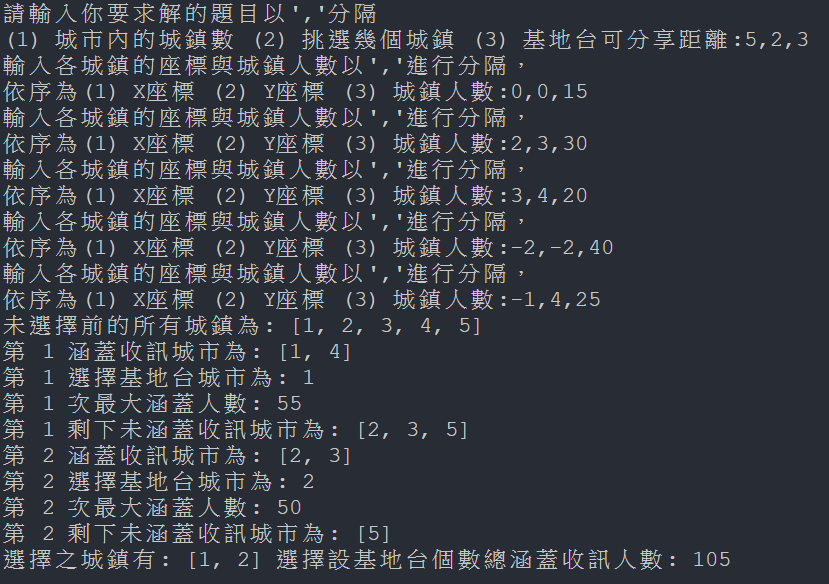 請輸入你要求解的題目以','分隔
(1) 城市內的城鎮數 (2) 挑選幾個城鎮 (3) 基地台可分享距離:5,2,3
輸入各城鎮的座標與城鎮人數以','進行分隔，
依序為(1) X座標 (2) Y座標 (3) 城鎮人數:0,0,15
輸入各城鎮的座標與城鎮人數以','進行分隔，
依序為(1) X座標 (2) Y座標 (3) 城鎮人數:2,3,30
輸入各城鎮的座標與城鎮人數以','進行分隔，
依序為(1) X座標 (2) Y座標 (3) 城鎮人數:3,4,20
輸入各城鎮的座標與城鎮人數以','進行分隔，
依序為(1) X座標 (2) Y座標 (3) 城鎮人數:-2,-2,40
輸入各城鎮的座標與城鎮人數以','進行分隔，
依序為(1) X座標 (2) Y座標 (3) 城鎮人數:-1,4,25
未選擇前的所有城鎮為: [1, 2, 3, 4, 5]
第 1 涵蓋收訊城市為: [1, 4]
第 1 選擇基地台城市為: 1
第 1 次最大涵蓋人數: 55
第 1 剩下未涵蓋收訊城市為: [2, 3, 5]
第 2 涵蓋收訊城市為: [2, 3]
第 2 選擇基地台城市為: 2
第 2 次最大涵蓋人數: 50
第 2 剩下未涵蓋收訊城市為: [5]
選擇之城鎮有: [1, 2] 選擇設基地台個數總涵蓋收訊人數: 105